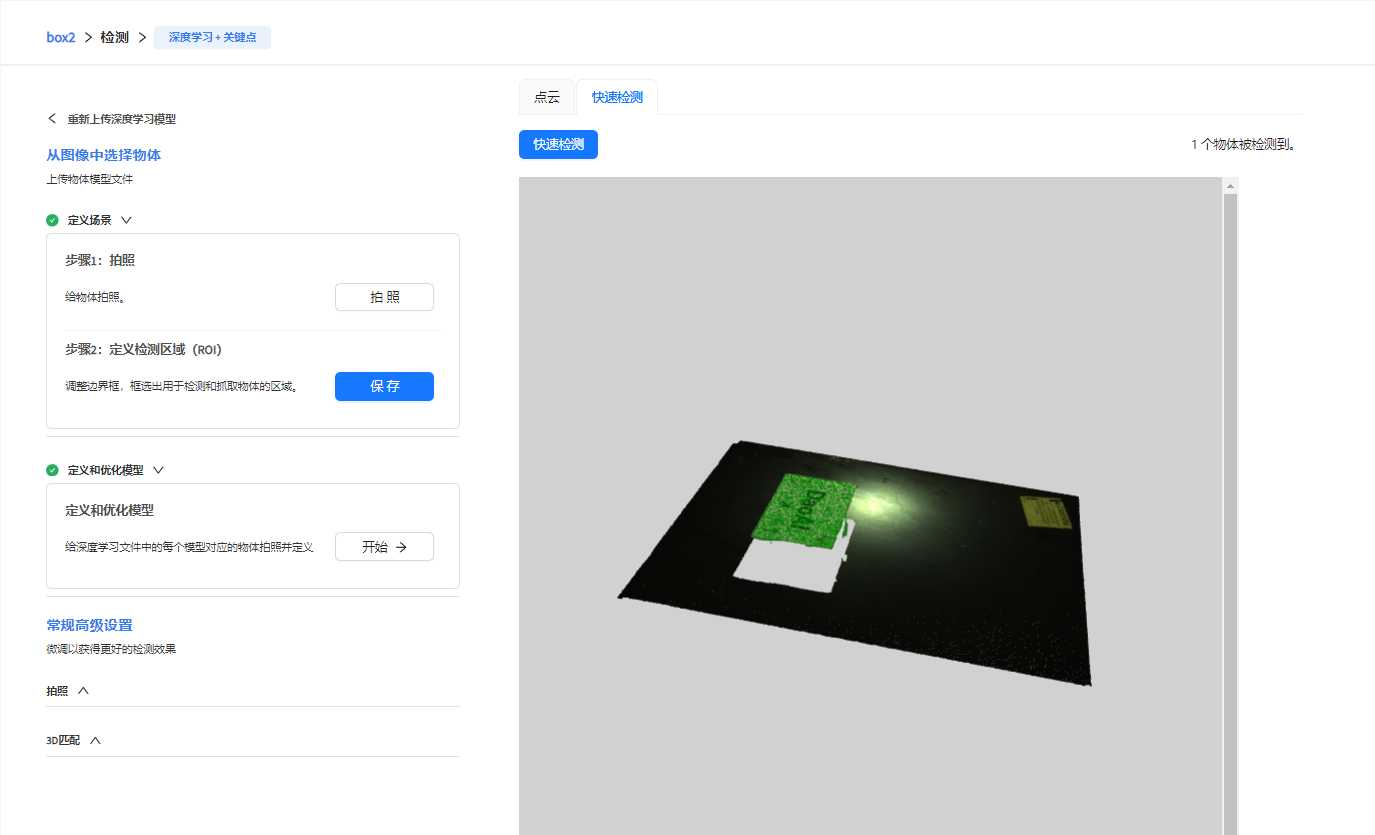 box2 > 检测 > 深度学习 + 关键点
重新上传深度学习模型
从图像中选择物体
上传物体模型文件
定义场景
步骤1：拍照
给物体拍照。
拍 照
步骤2：定义检测区域（ROI）
调整边界框，框选出用于检测和抓取物体的区域。
保 存
定义和优化模型
定义和优化模型
给深度学习文件中的每个模型对应的物体拍照并定义
开始 →
常规高级设置
微调以获得更好的检测效果
拍照
3D匹配
点云
快速检测
快速检测
1 个物体被检测到。